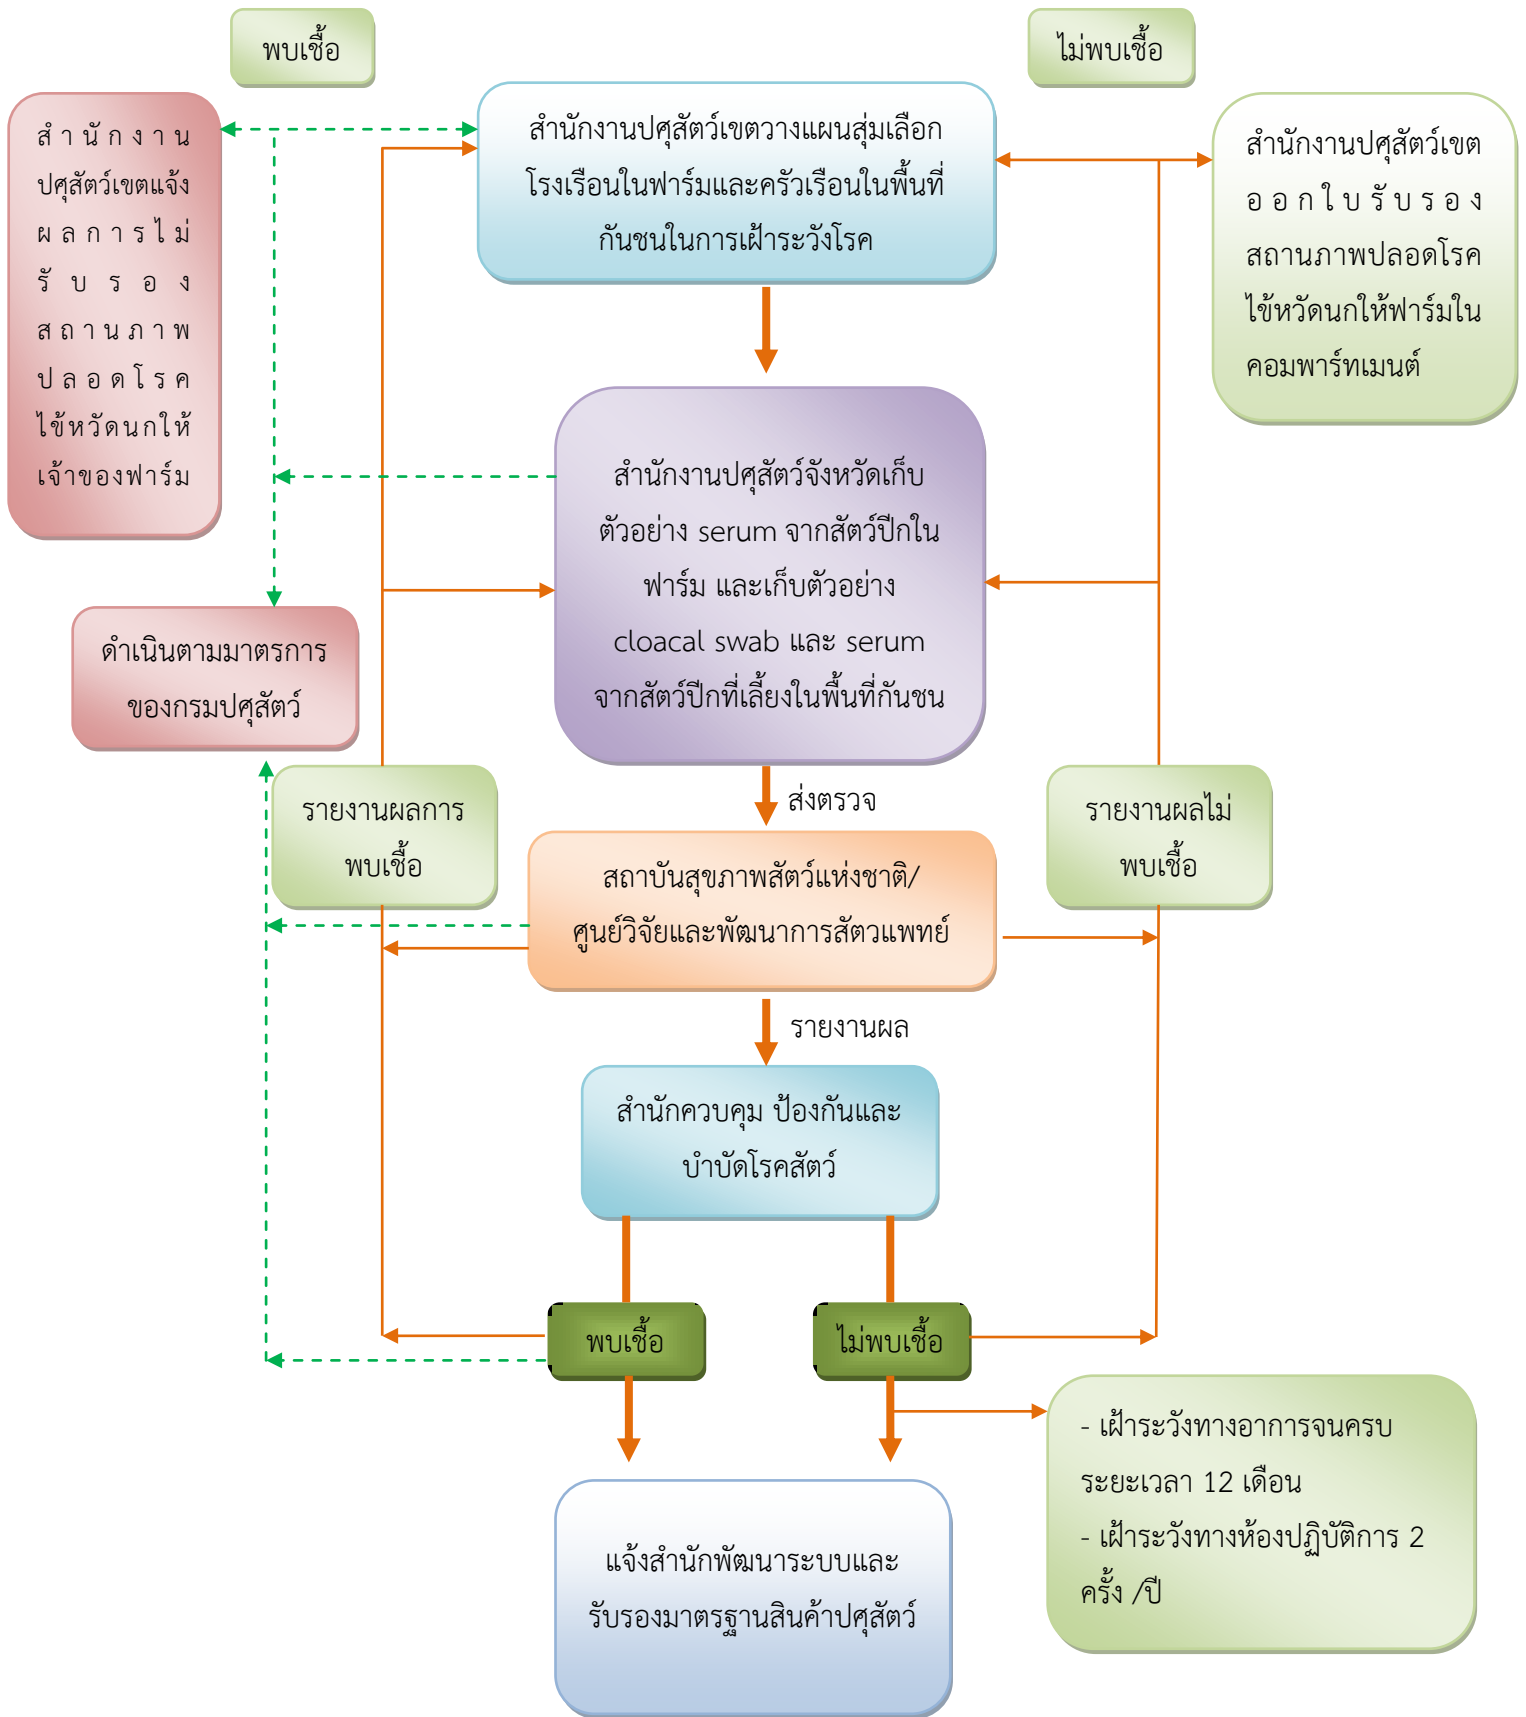 พบเชื้อ
ไม่พบเชื้อ
สำนักงาน
ปศุสัตว์เขตแจ้ง
ผลการไม่
รับรอง
สถานภาพ
ปลอดโรค
ไข้หวัดนกให้
เจ้าของฟาร์ม
สำนักงานปศุสัตว์เขตวางแผนสุ่มเลือก
โรงเรือนในฟาร์มและครัวเรือนในพื้นที่
กันชนในการเฝ้าระวังโรค
สำนักงานปศุสัตว์เขต
ออกใบรับรอง
สถานภาพปลอดโรค
ไข้หวัดนกให้ฟาร์มใน
คอมพาร์ทเมนต์
สำนักงานปศุสัตว์จังหวัดเก็บ
ตัวอย่าง serum จากสัตว์ปีกใน
ฟาร์ม และเก็บตัวอย่าง
cloacal swab และ serum
จากสัตว์ปีกที่เลี้ยงในพื้นที่กันชน
ดำเนินตามมาตรการ
ของกรมปศุสัตว์
ส่งตรวจ
รายงานผลการ
พบเชื้อ
รายงานผลไม่
พบเชื้อ
สถาบันสุขภาพสัตว์แห่งชาติ/
ศูนย์วิจัยและพัฒนาการสัตวแพทย์
รายงานผล
สำนักควบคุม ป้องกันและ
บำบัดโรคสัตว์
พบเชื้อ
ไม่พบเชื้อ
- เฝ้าระวังทางอาการจนครบ
ระยะเวลา 12 เดือน
- เฝ้าระวังทางห้องปฏิบัติการ 2
ครั้ง /ปี
แจ้งสำนักพัฒนาระบบและ
รับรองมาตรฐานสินค้าปศุสัตว์